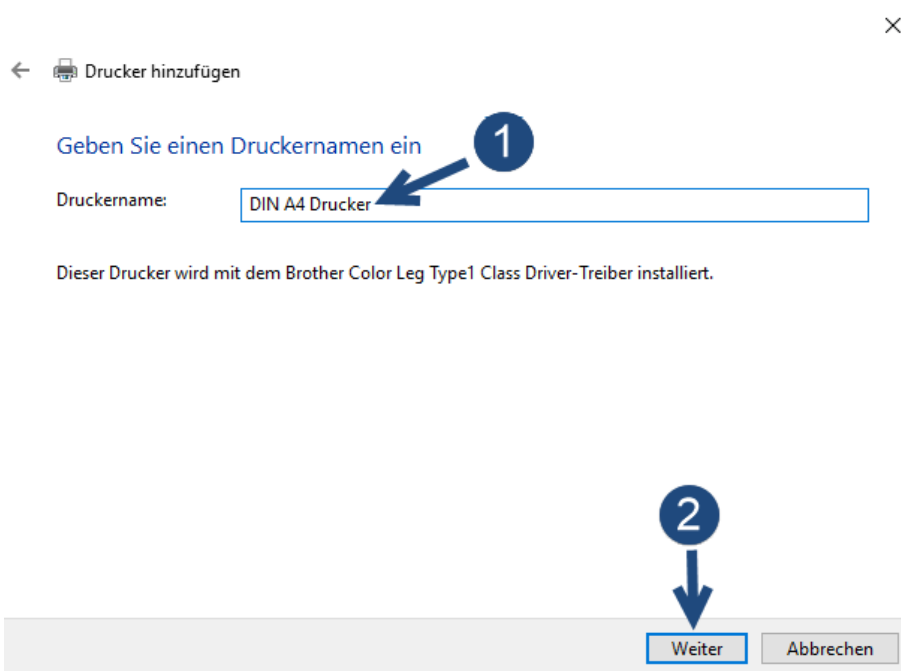 Drucker hinzufügen
Geben Sie einen Druckernamen ein
1
Druckername: DIN A4 Drucker
Dieser Drucker wird mit dem Brother Color Leg Type1 Class Driver-Treiber installiert.
2
Weiter Abbrechen